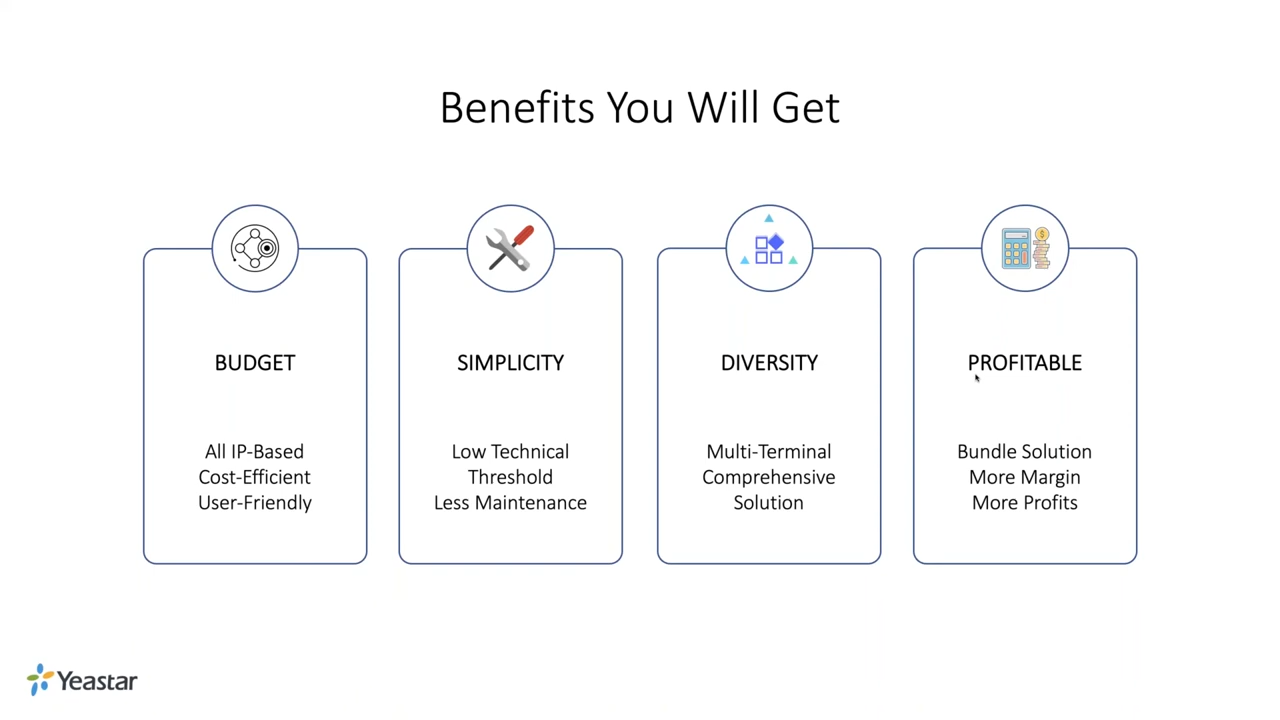 Benefits You Will Get
BUDGET
All IP-Based
Cost-Efficient
User-Friendly
SIMPLICITY
Low Technical
Threshold
Less Maintenance
DIVERSITY
Multi-Terminal
Comprehensive
Solution
PROFITABLE
Bundle Solution
More Margin
More Profits
Yeastar